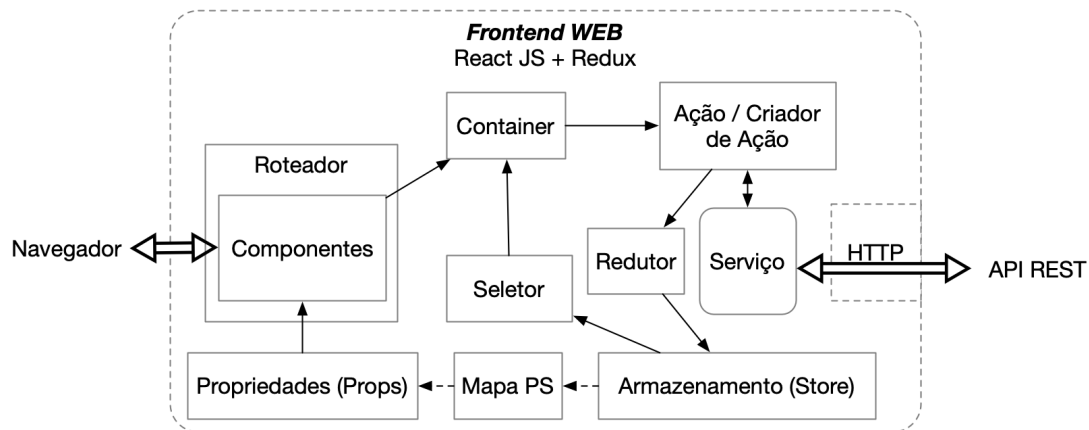 Frontend WEB
React JS + Redux
Container
Ação / Criador
de Ação
Roteador
Componentes
Navegador
Seletor
Redutor
Serviço
HTTP
API REST
Propriedades (Props)
Mapa PS
Armazenamento (Store)